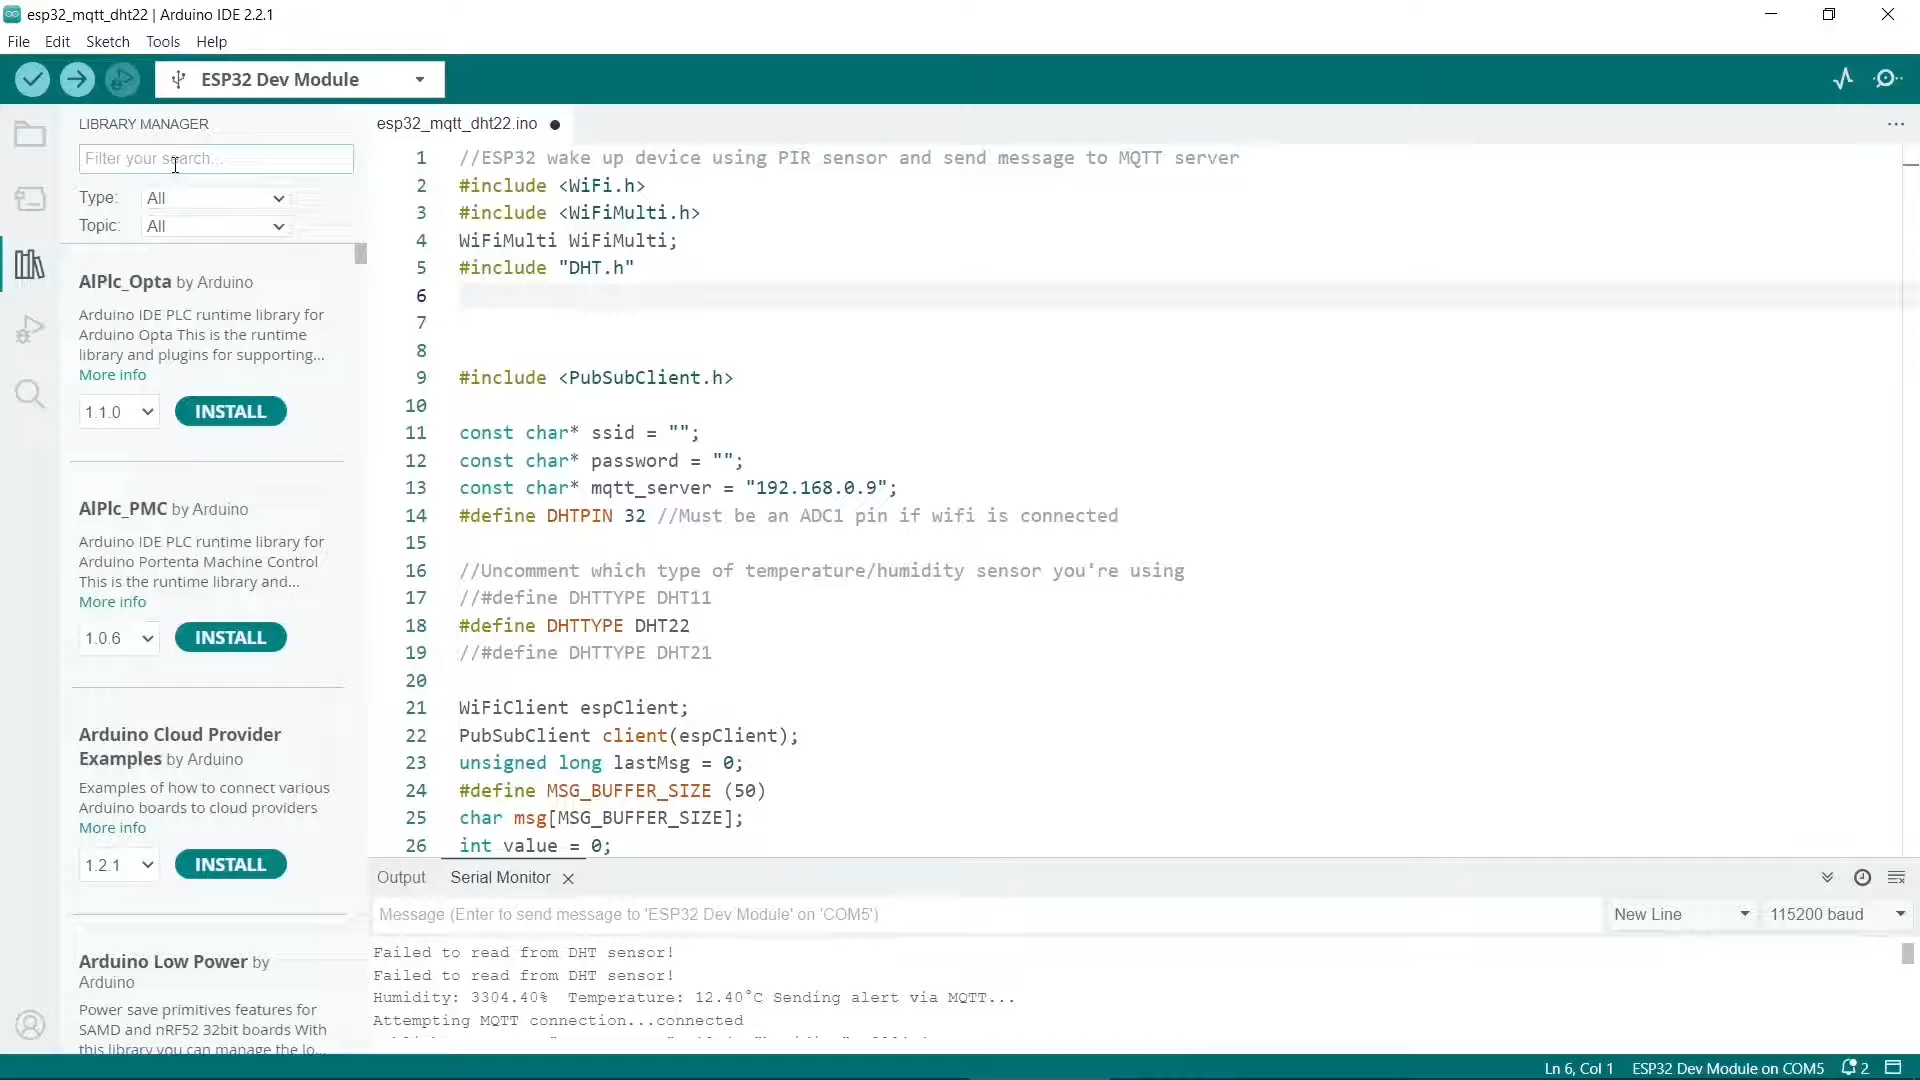 esp32_mqtt_dht22 | Arduino IDE 2.2.1
File Edit Sketch Tools Help
ESP32 Dev Module
LIBRARY MANAGER
Filter your search...
Type: All
Topic: All
AlPlc_Opta by Arduino
Arduino IDE PLC runtime library for
Arduino Opta This is the runtime
library and plugins for supporting...
More info
1.1.0 INSTALL
AlPlc_PMC by Arduino
Arduino IDE PLC runtime library for
Arduino Portenta Machine Control
This is the runtime library and...
More info
1.0.6 INSTALL
Arduino Cloud Provider
Examples by Arduino
Examples of how to connect various
Arduino boards to cloud providers
More info
1.2.1 INSTALL
Arduino Low Power by
Arduino
Power save primitives features for
SAMD and nRF52 32bit boards With
this library you can manage the lo...
esp32_mqtt_dht22.ino
1 //ESP32 wake up device using PIR sensor and send message to MQTT server
2 #include <WiFi.h>
3 #include <WiFiMulti.h>
4 WiFiMulti WiFiMulti;
5 #include "DHT.h"
6
7
8
9 #include <PubSubClient.h>
10
11 const char* ssid = "";
12 const char* password = "";
13 const char* mqtt_server = "192.168.0.9";
14 #define DHTPIN 32 //Must be an ADC1 pin if wifi is connected
15
16 //Uncomment which type of temperature/humidity sensor you're using
17 //#define DHTTYPE DHT11
18 #define DHTTYPE DHT22
19 //#define DHTTYPE DHT21
20
21 WiFiClient espClient;
22 PubSubClient client(espClient);
23 unsigned long lastMsg = 0;
24 #define MSG_BUFFER_SIZE (50)
25 char msg[MSG_BUFFER_SIZE];
26 int value = 0;
Output Serial Monitor
Message (Enter to send message to 'ESP32 Dev Module' on 'COM5')
New Line 115200 baud
Failed to read from DHT sensor!
Failed to read from DHT sensor!
Humidity: 3304.40% Temperature: 12.40°C Sending alert via MQTT...
Attempting MQTT connection...connected
Ln 6, Col 1 ESP32 Dev Module on COM5 2